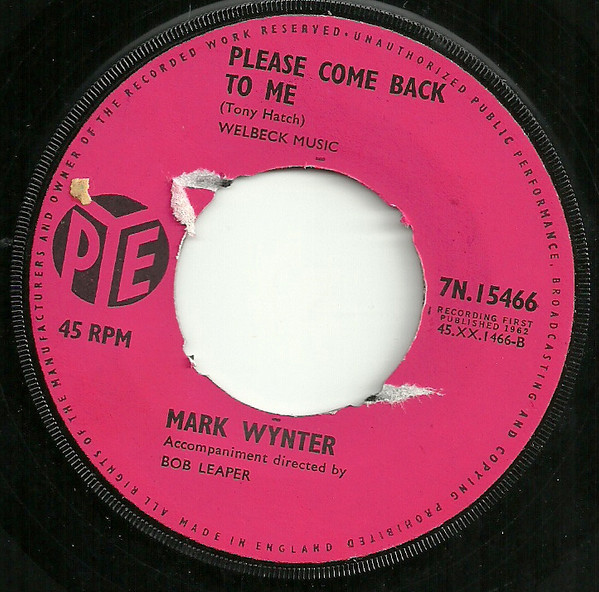 PLEASE COME BACK
TO ME
(Tony Hatch)
WELBECK MUSIC
PYE
45 RPM
7N.15466
RECORDING FIRST
PUBLISHED 1962
45.XX.1466-B
MARK WYNTER
Accompaniment directed by
BOB LEAPER
ALL RIGHTS OF THE MANUFACTURERS AND OWNER OF THE RECORDED WORK RESERVED · UNAUTHORIZED PUBLIC PERFORMANCE, BROADCASTING AND COPYING PROHIBITED
MADE IN ENGLAND